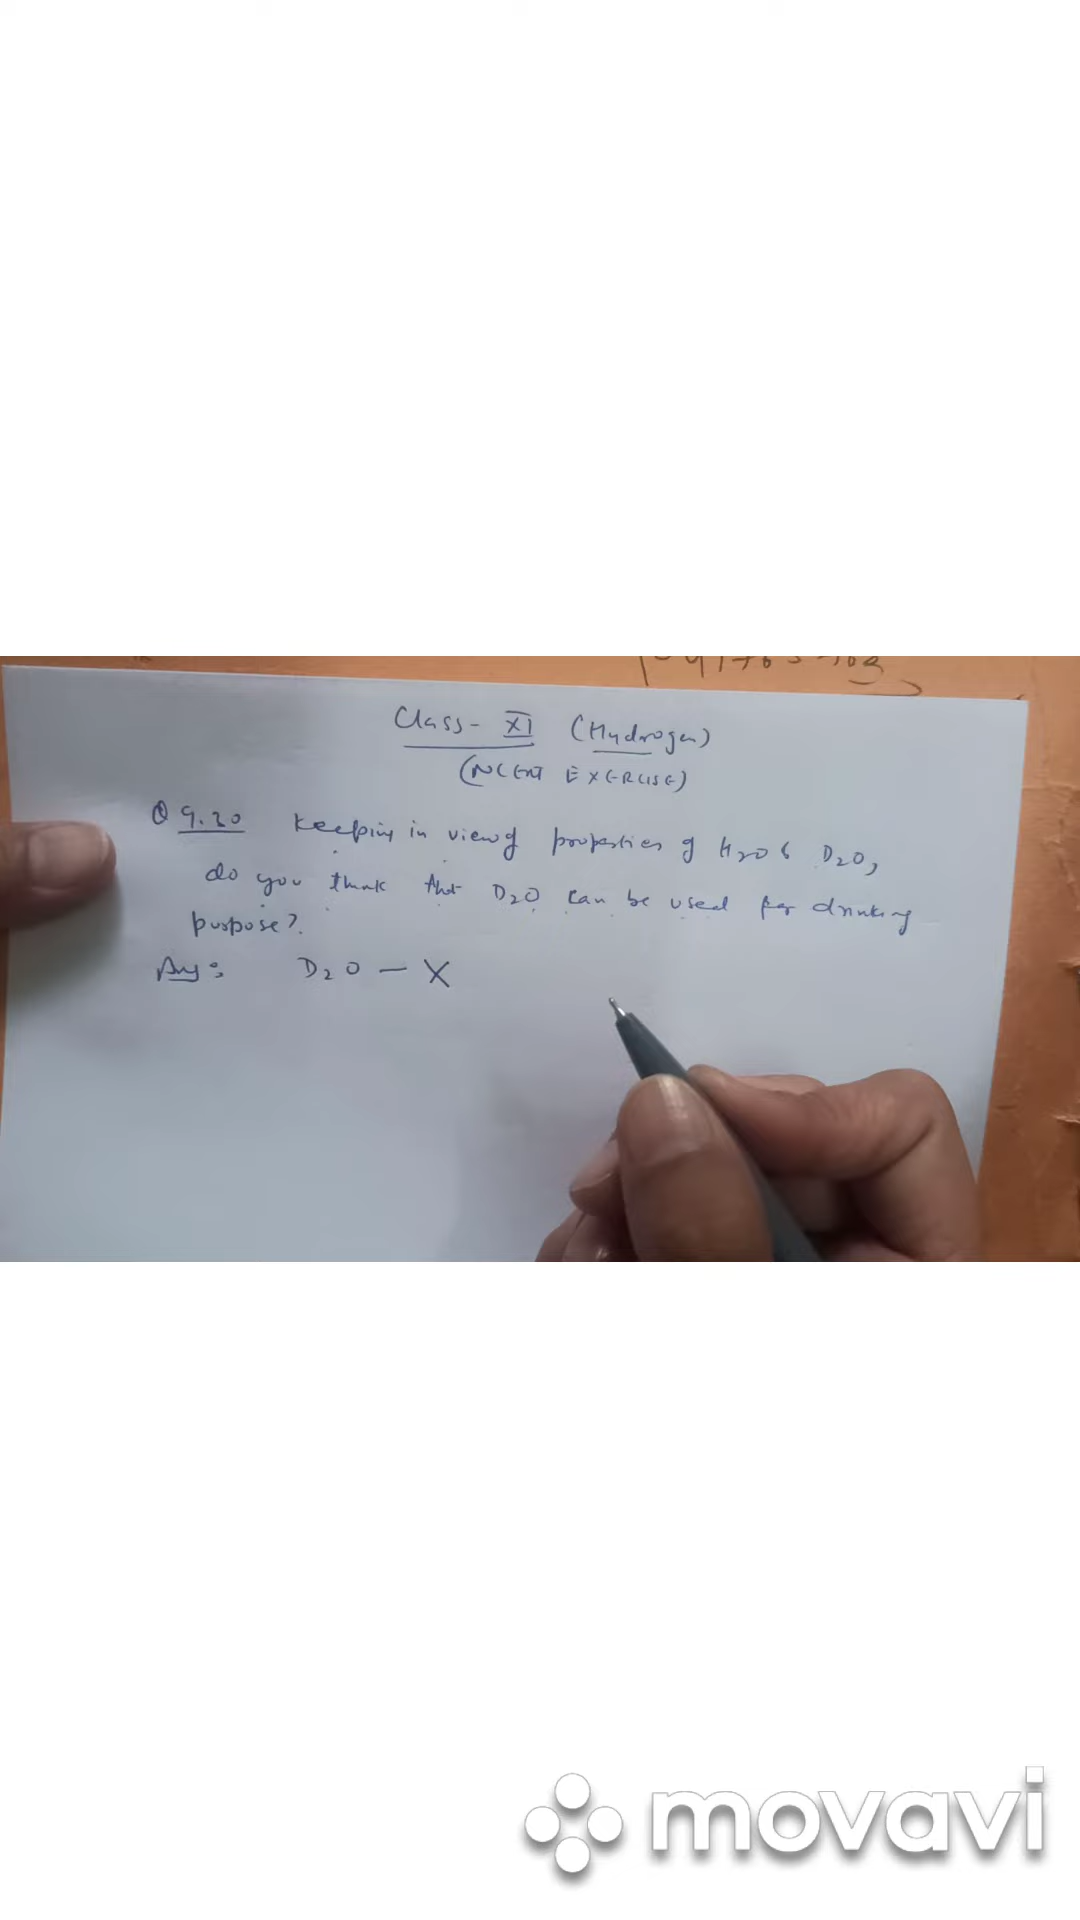 Class - XI (Hydrogen)
(NCERT EXERCISE)
Q 9.20 Keeping in view of properties of H2O & D2O,
do you think that D2O can be used for drinking
purpose?
Ans: D2O - X
movavi